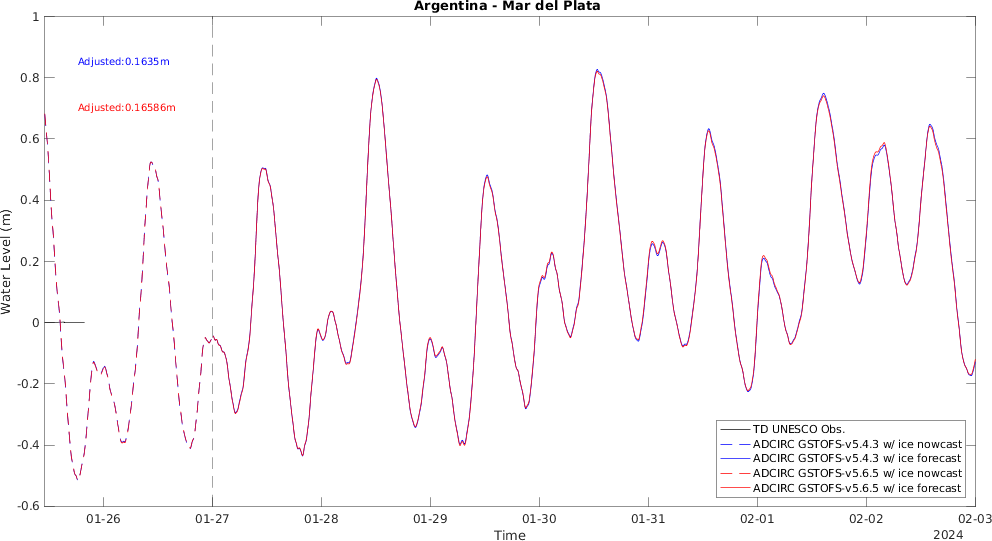 Argentina - Mar del Plata
Adjusted:0.1635m
Adjusted:0.16586m
Water Level (m)
1
0.8
0.6
0.4
0.2
0
-0.2
-0.4
-0.6
TD UNESCO Obs.
ADCIRC GSTOFS-v5.4.3 w/ ice nowcast
ADCIRC GSTOFS-v5.4.3 w/ ice forecast
ADCIRC GSTOFS-v5.6.5 w/ ice nowcast
ADCIRC GSTOFS-v5.6.5 w/ ice forecast
01-26 01-27 01-28 01-29 01-30 01-31 02-01 02-02 02-03
Time
2024